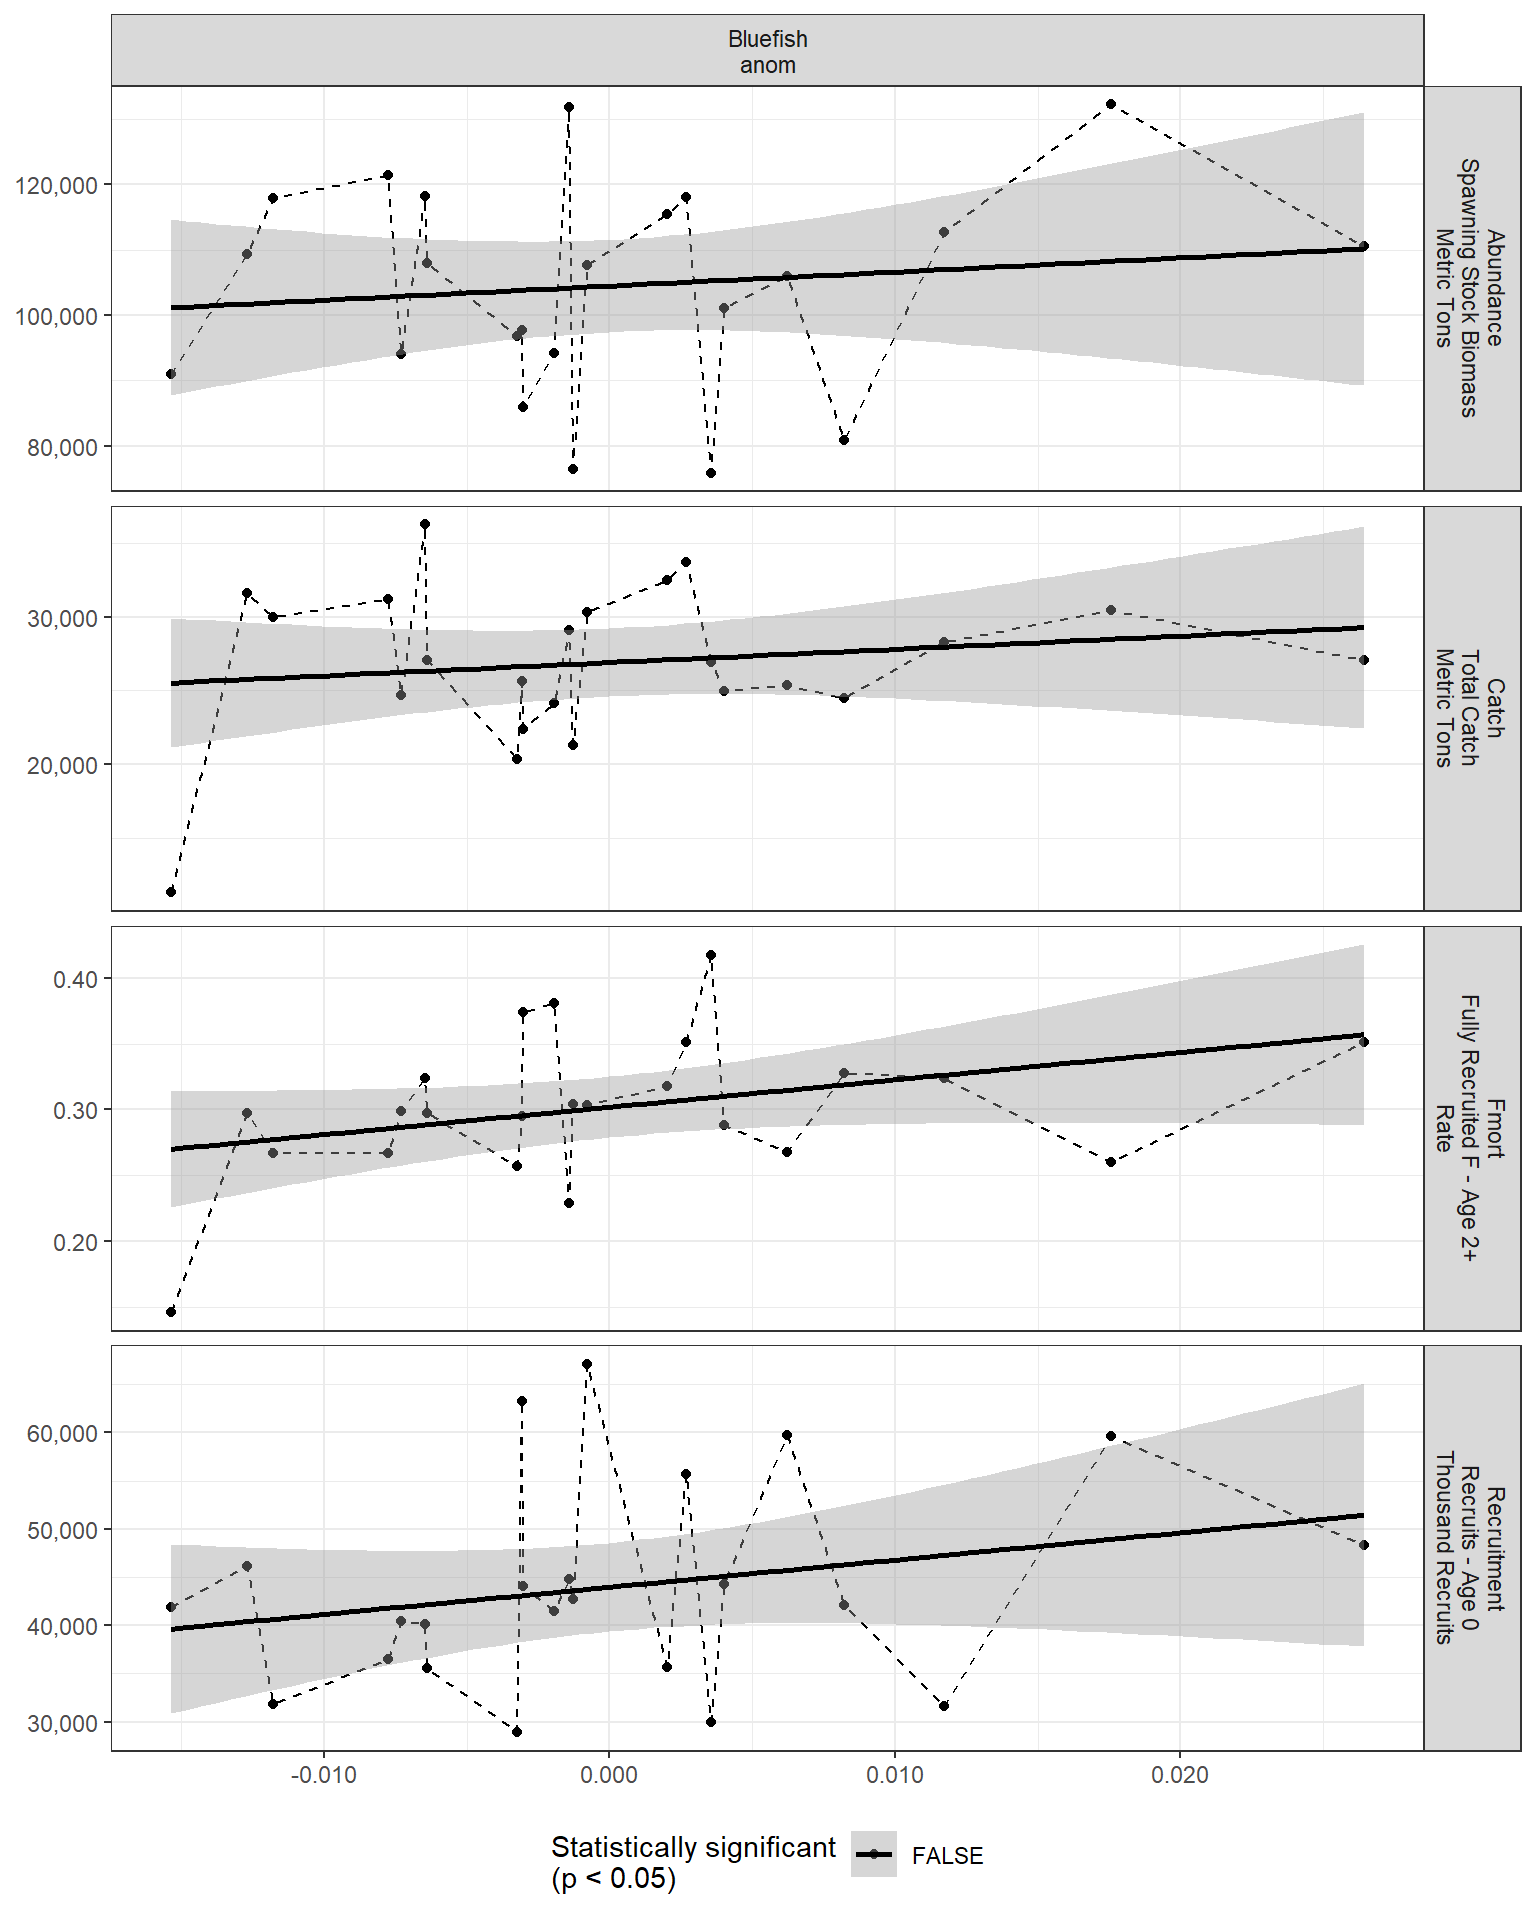 Bluefish
anom
120,000
100,000
80,000
Abundance
Spawning Stock Biomass
Metric Tons
30,000
20,000
Catch
Total Catch
Metric Tons
0.40
0.30
0.20
Fmort
Fully Recruited F - Age 2+
Rate
60,000
50,000
40,000
30,000
Recruitment
Recruits - Age 0
Thousand Recruits
-0.010
0.000
0.010
0.020
Statistically significant
(p < 0.05)
FALSE